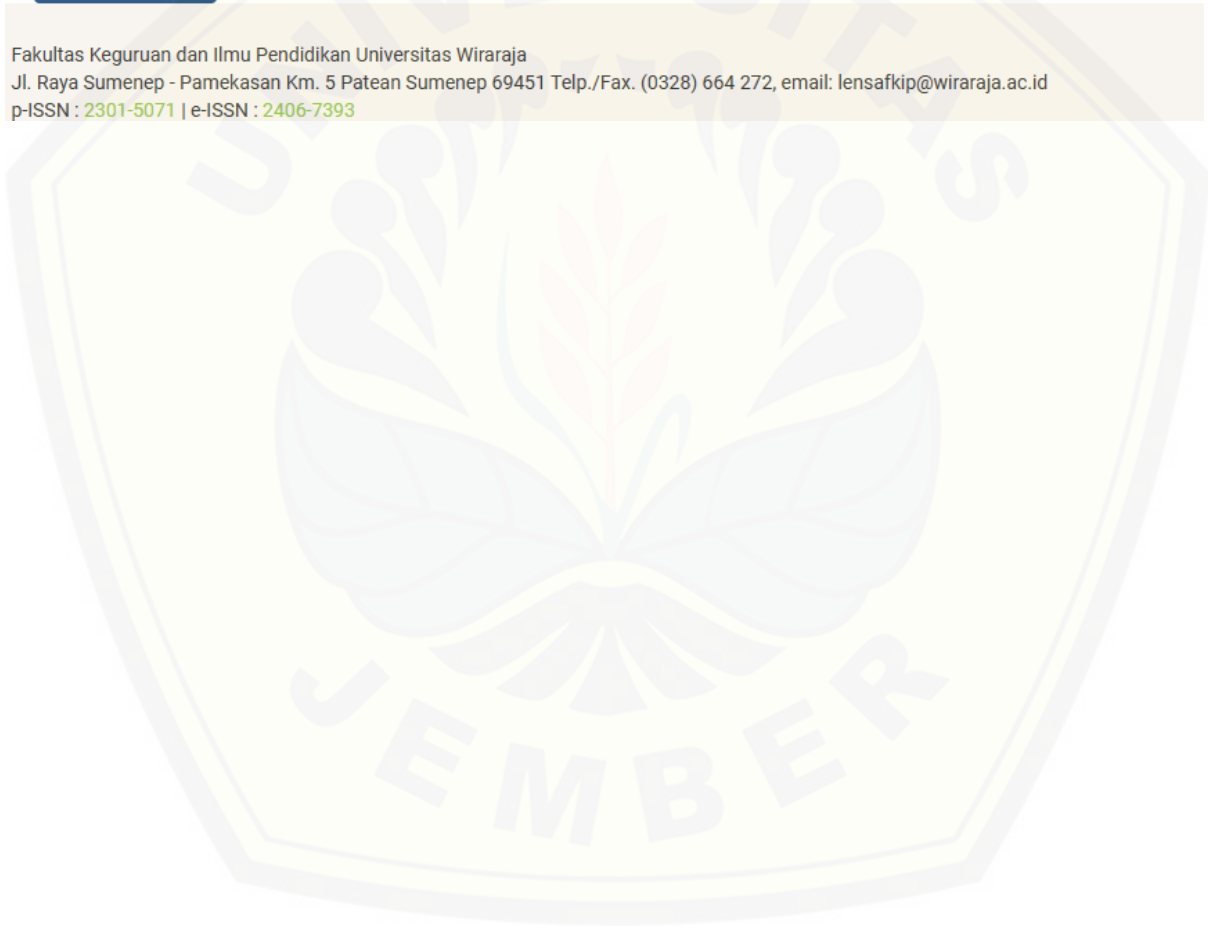 UNIVERSITAS
Fakultas Keguruan dan Ilmu Pendidikan Universitas Wiraraja
Jl. Raya Sumenep - Pamekasan Km. 5 Patean Sumenep 69451 Telp./Fax. (0328) 664 272, email: lensafkip@wiraraja.ac.id
p-ISSN : 2301-5071 | e-ISSN : 2406-7393
JEMBER